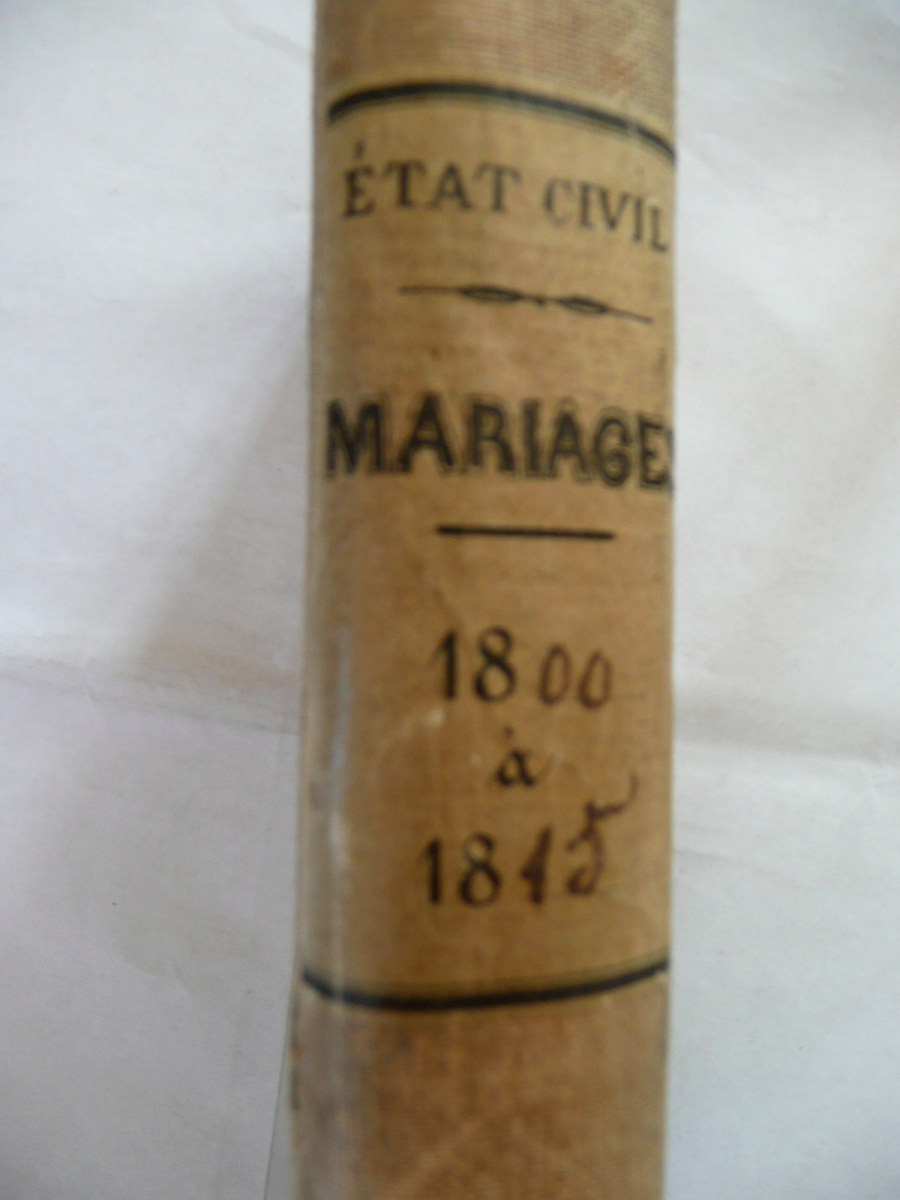 ÉTAT CIVIL
MARIAGES
1800
à
1815